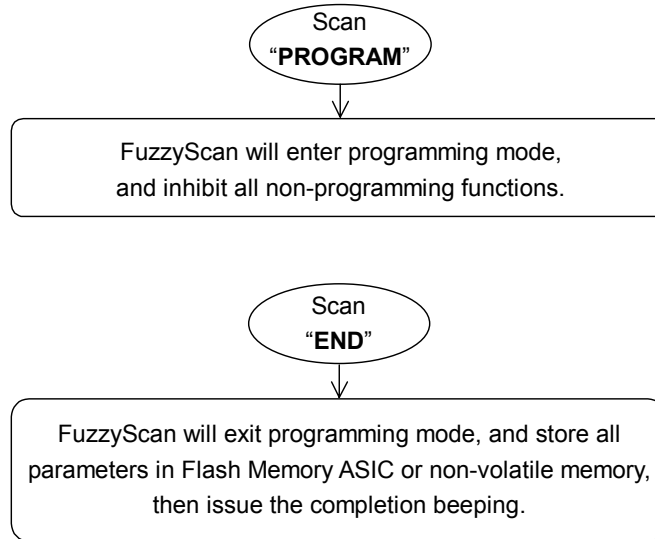 Scan
“PROGRAM”
FuzzyScan will enter programming mode,
and inhibit all non-programming functions.
Scan
“END”
FuzzyScan will exit programming mode, and store all
parameters in Flash Memory ASIC or non-volatile memory,
then issue the completion beeping.